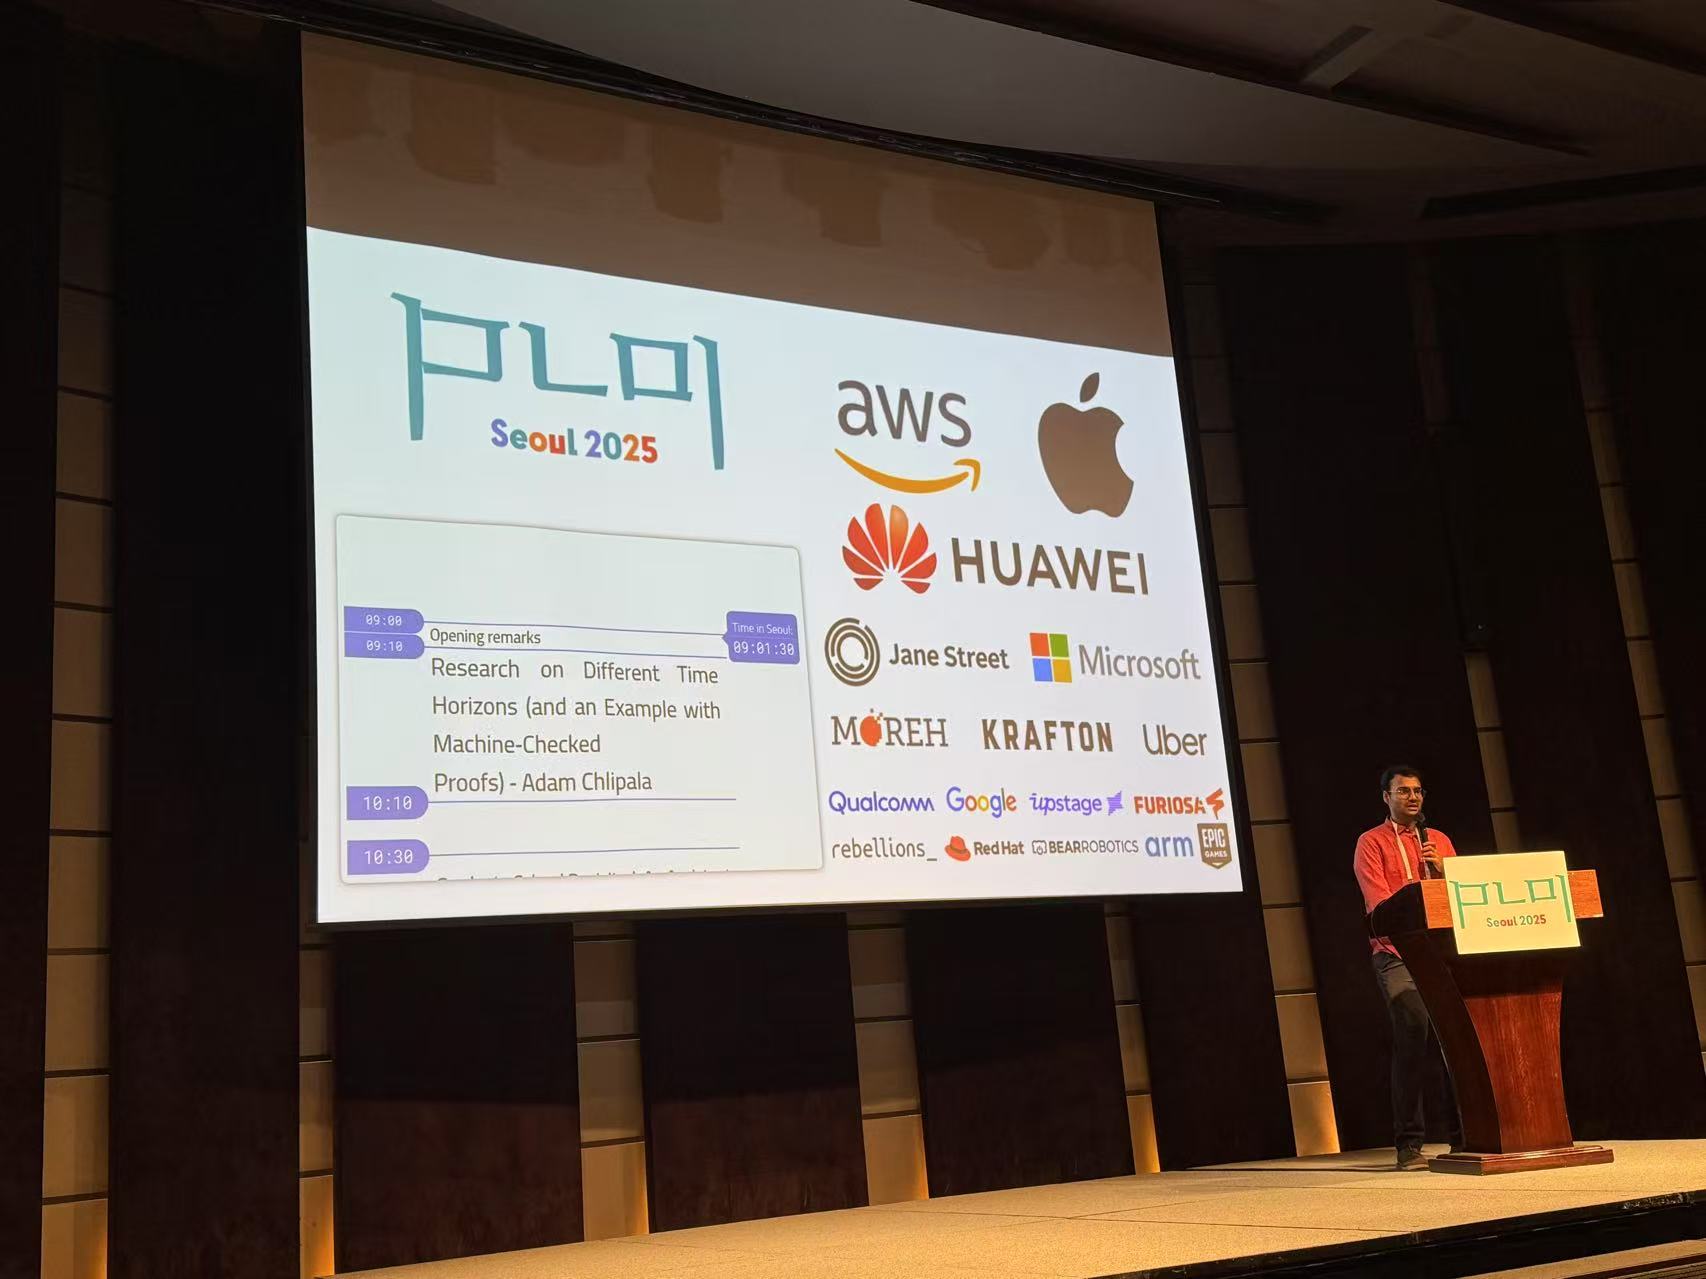 PLDI
Seoul 2025
09:00
Opening remarks
Time in Seoul:
09:01:30
09:10
Research on Different Time
Horizons (and an Example with
Machine-Checked
Proofs) - Adam Chlipala
10:10
10:30
aws
HUAWEI
Jane Street
Microsoft
MOREH
KRAFTON
Uber
Qualcomm
Google
upstage
FURIOSA
rebellions_
Red Hat
BEARROBOTICS
arm
EPIC
GAMES
PLDI
Seoul 2025